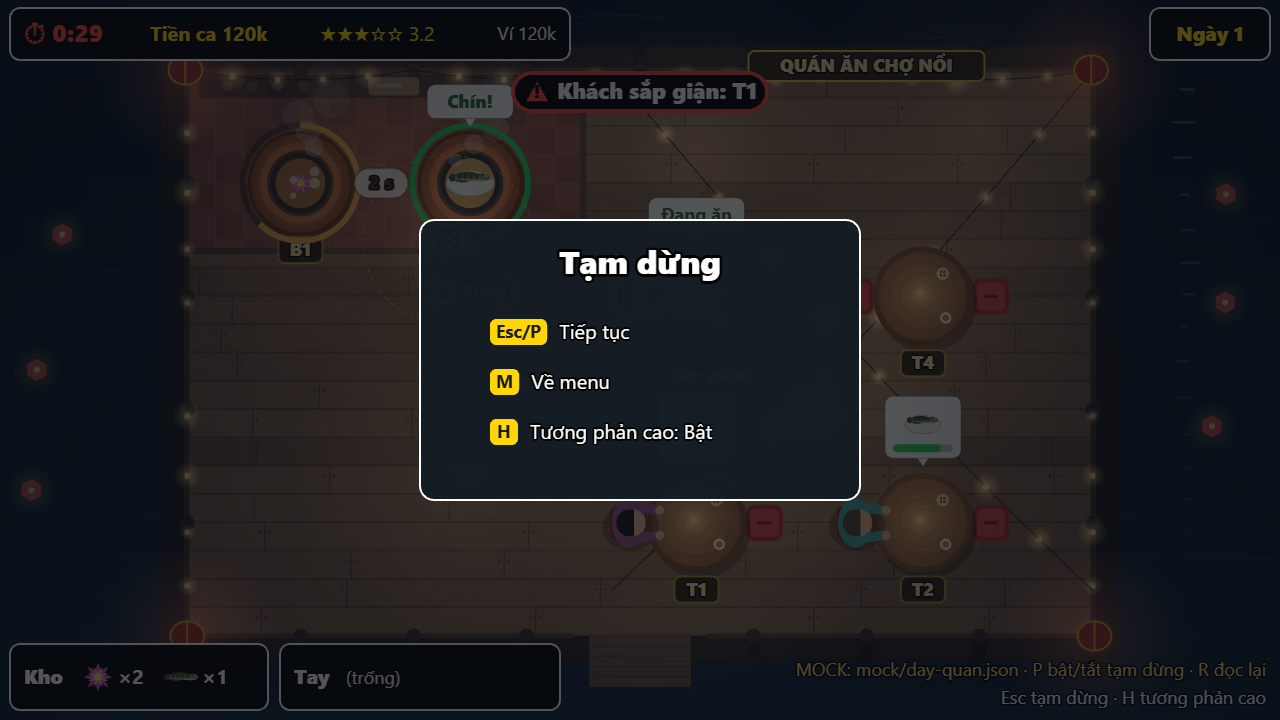 0:29 Tiền ca 120k ★★★☆☆ 3.2 Ví 120k
Ngày 1
QUÁN ĂN CHỢ NỔI
Khách sắp giận: T1
Chín!
2 s
B1
Đang ăn
Tạm dừng
Esc/P Tiếp tục
M Về menu
H Tương phản cao: Bật
Sắp giận!
T4
T1
T2
Kho ×2 ×1
Tay (trống)
MOCK: mock/day-quan.json · P bật/tắt tạm dừng · R đọc lại
Esc tạm dừng · H tương phản cao